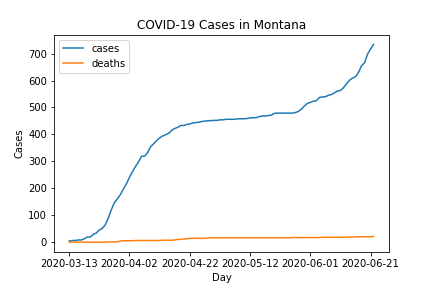 COVID-19 Cases in Montana
cases
deaths
700
600
500
400
300
200
100
0
Cases
2020-03-13 2020-04-02 2020-04-22 2020-05-12 2020-06-01 2020-06-21
Day